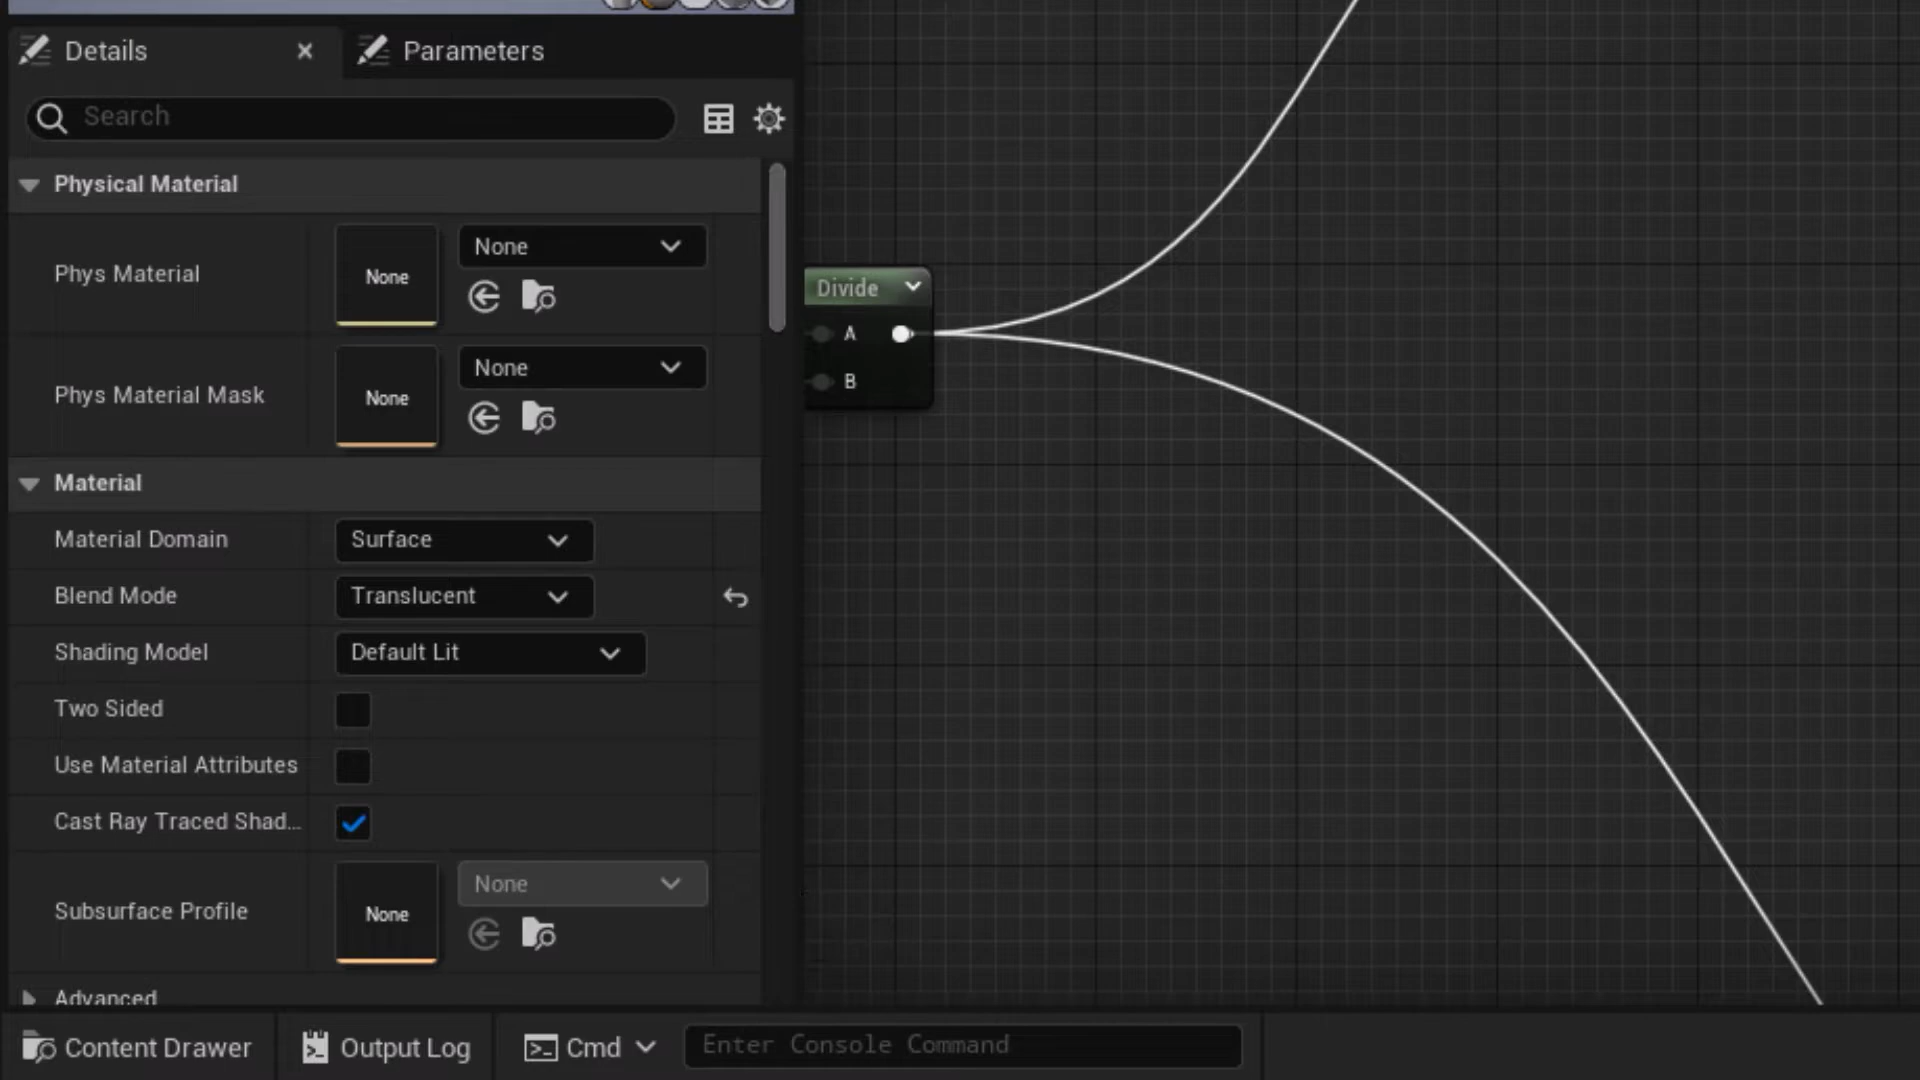 Details
Parameters
Search
Physical Material
Phys Material
None
None
Phys Material Mask
None
None
Material
Material Domain
Surface
Blend Mode
Translucent
Shading Model
Default Lit
Two Sided
Use Material Attributes
Cast Ray Traced Shad...
Subsurface Profile
None
None
Advanced
Divide
A
B
Content Drawer
Output Log
Cmd
Enter Console Command